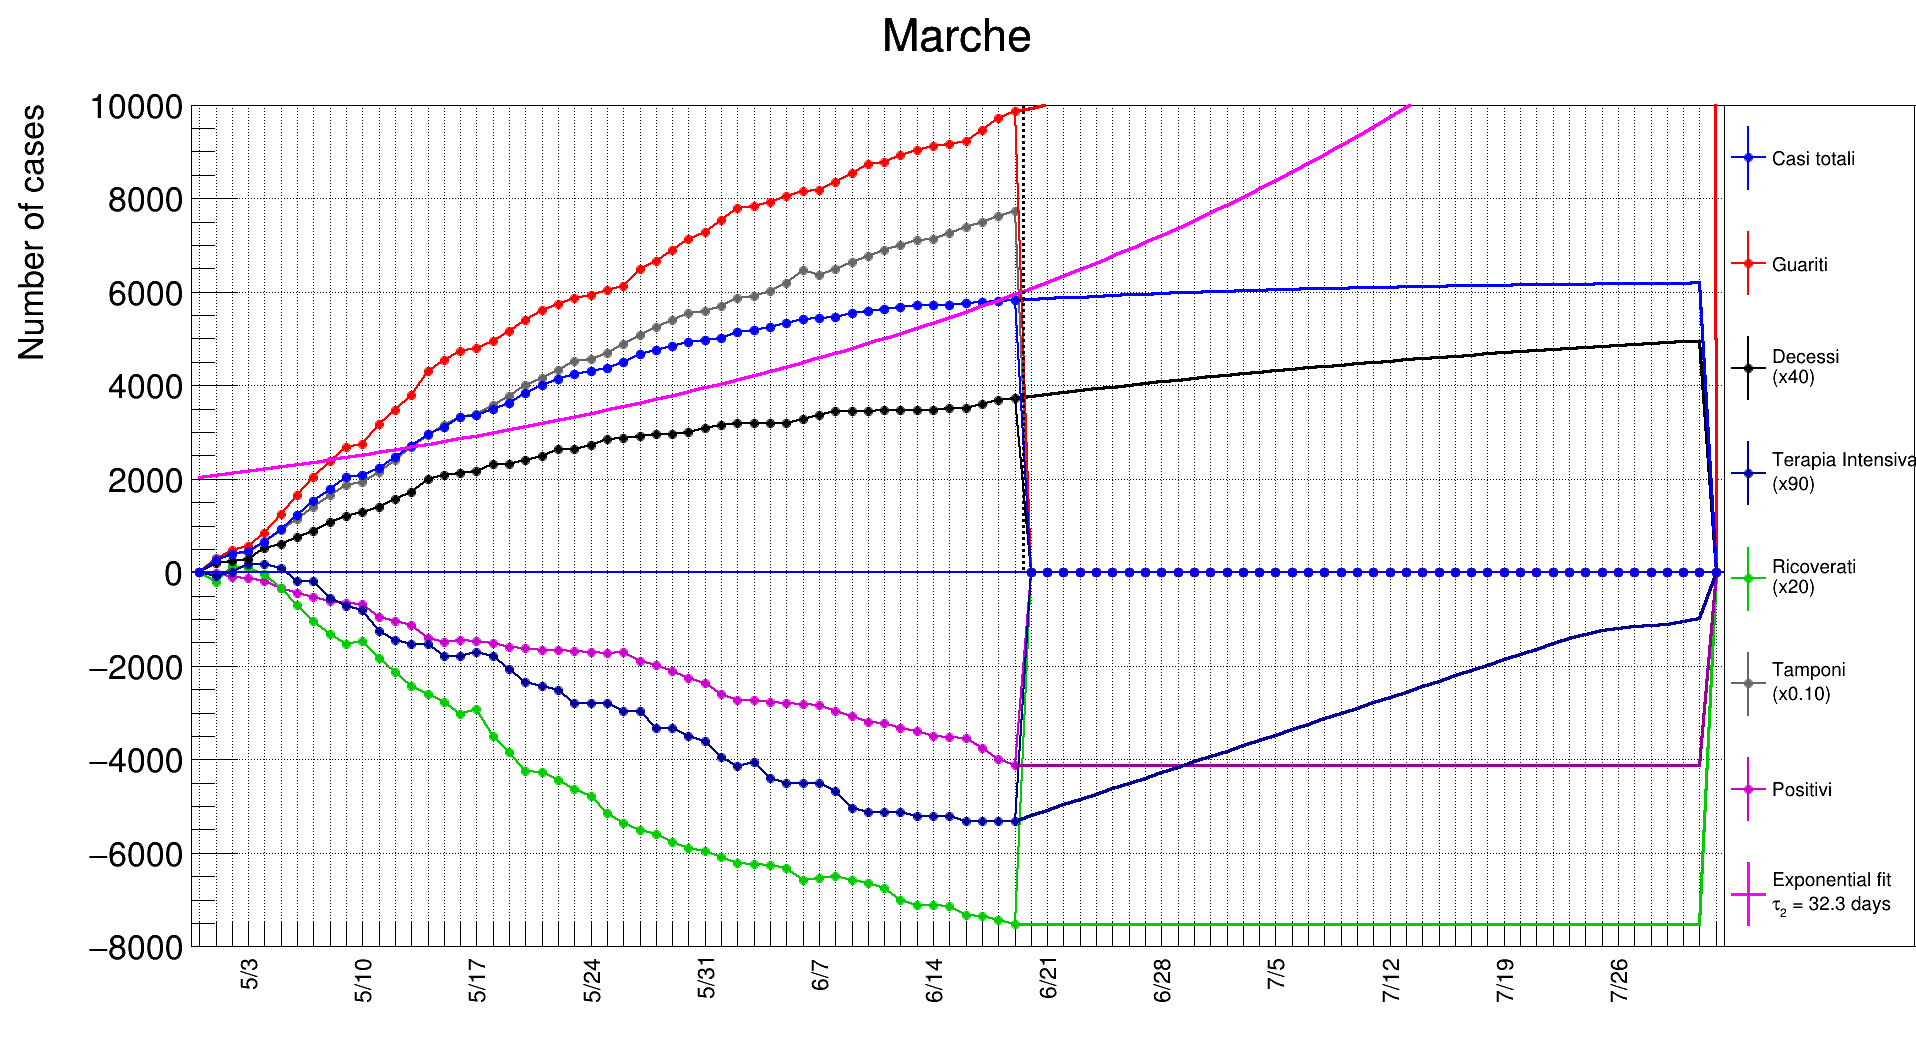 Marche
Number of cases
10000
8000
6000
4000
2000
0
−2000
−4000
−6000
−8000
5/3
5/10
5/17
5/24
5/31
6/7
6/14
6/21
6/28
7/5
7/12
7/19
7/26
Casi totali
Guariti
Decessi
(x40)
Terapia Intensiva
(x90)
Ricoverati
(x20)
Tamponi
(x0.10)
Positivi
Exponential fit
τ2 = 32.3 days